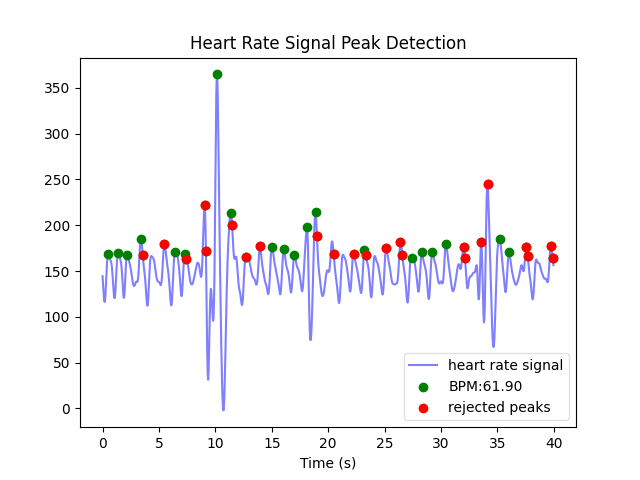 Heart Rate Signal Peak Detection
350
300
250
200
150
100
50
0
heart rate signal
BPM:61.90
rejected peaks
0 5 10 15 20 25 30 35 40
Time (s)